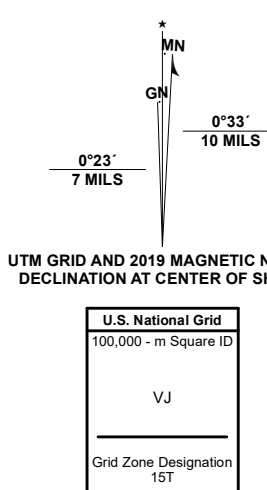 ★
MN
GN
0°33´
10 MILS
0°23´
7 MILS
UTM GRID AND 2019 MAGNETIC N
DECLINATION AT CENTER OF SH
U.S. National Grid
100,000 - m Square ID
VJ
Grid Zone Designation
15T